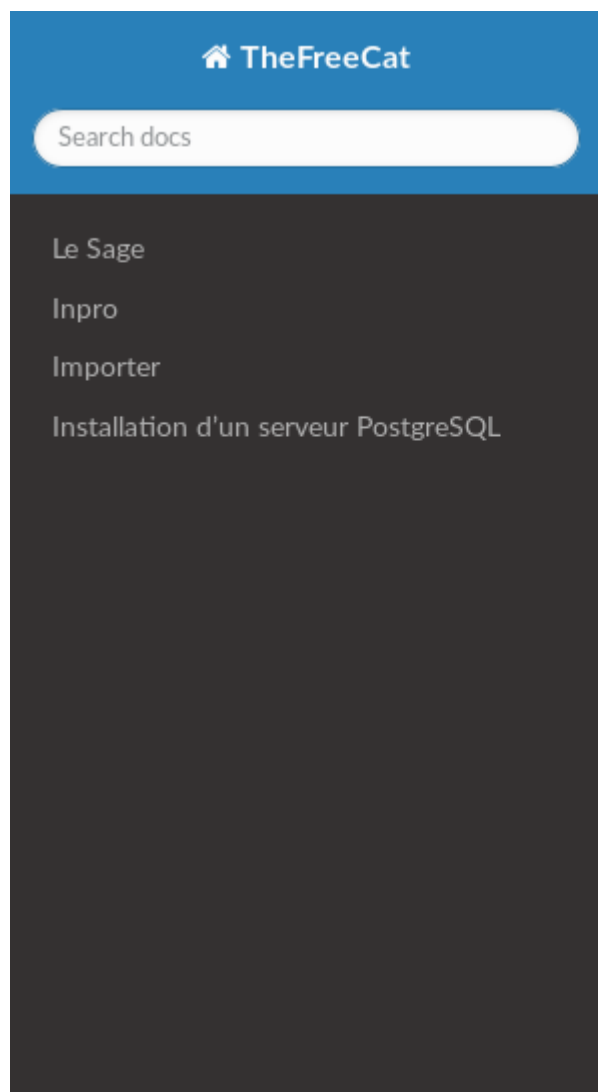 TheFreeCat
Search docs
Le Sage
Inpro
Importer
Installation d’un serveur PostgreSQL